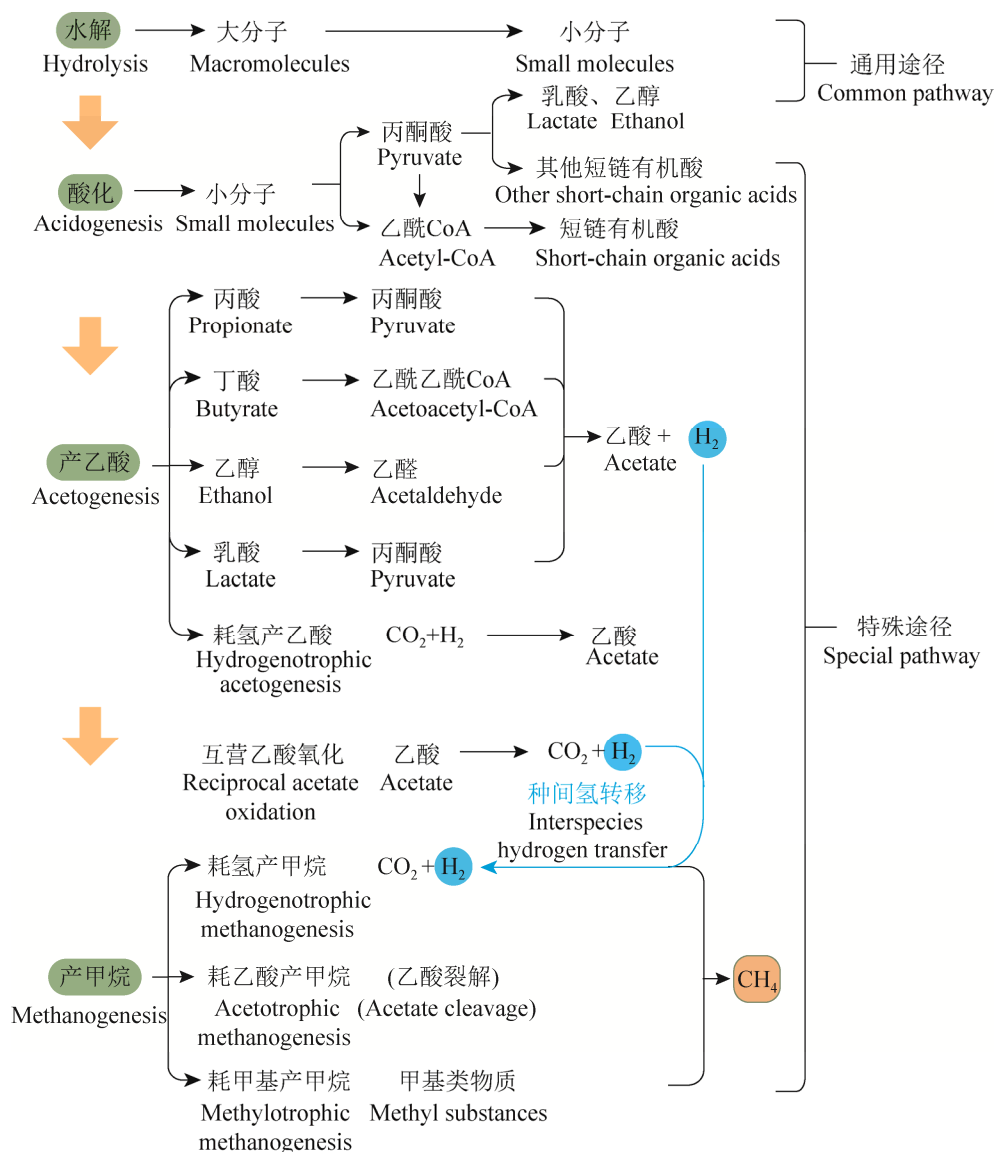 水解
Hydrolysis
大分子
Macromolecules
小分子
Small molecules
通用途径
Common pathway
酸化
Acidogenesis
小分子
Small molecules
丙酮酸
Pyruvate
乳酸、乙醇
Lactate Ethanol
其他短链有机酸
Other short-chain organic acids
乙酰CoA
Acetyl-CoA
短链有机酸
Short-chain organic acids
产乙酸
Acetogenesis
丙酸
Propionate
丙酮酸
Pyruvate
丁酸
Butyrate
乙酰乙酰CoA
Acetoacetyl-CoA
乙醇
Ethanol
乙醛
Acetaldehyde
乳酸
Lactate
丙酮酸
Pyruvate
乙酸 + H₂
Acetate
耗氢产乙酸
Hydrogenotrophic
acetogenesis
CO₂+H₂
乙酸
Acetate
特殊途径
Special pathway
互营乙酸氧化
Reciprocal acetate
oxidation
乙酸
Acetate
CO₂ + H₂
种间氢转移
Interspecies
hydrogen transfer
产甲烷
Methanogenesis
耗氢产甲烷
Hydrogenotrophic
methanogenesis
CO₂ + H₂
耗乙酸产甲烷
Acetotrophic
methanogenesis
(乙酸裂解)
(Acetate cleavage)
耗甲基产甲烷
Methylotrophic
methanogenesis
甲基类物质
Methyl substances
CH₄